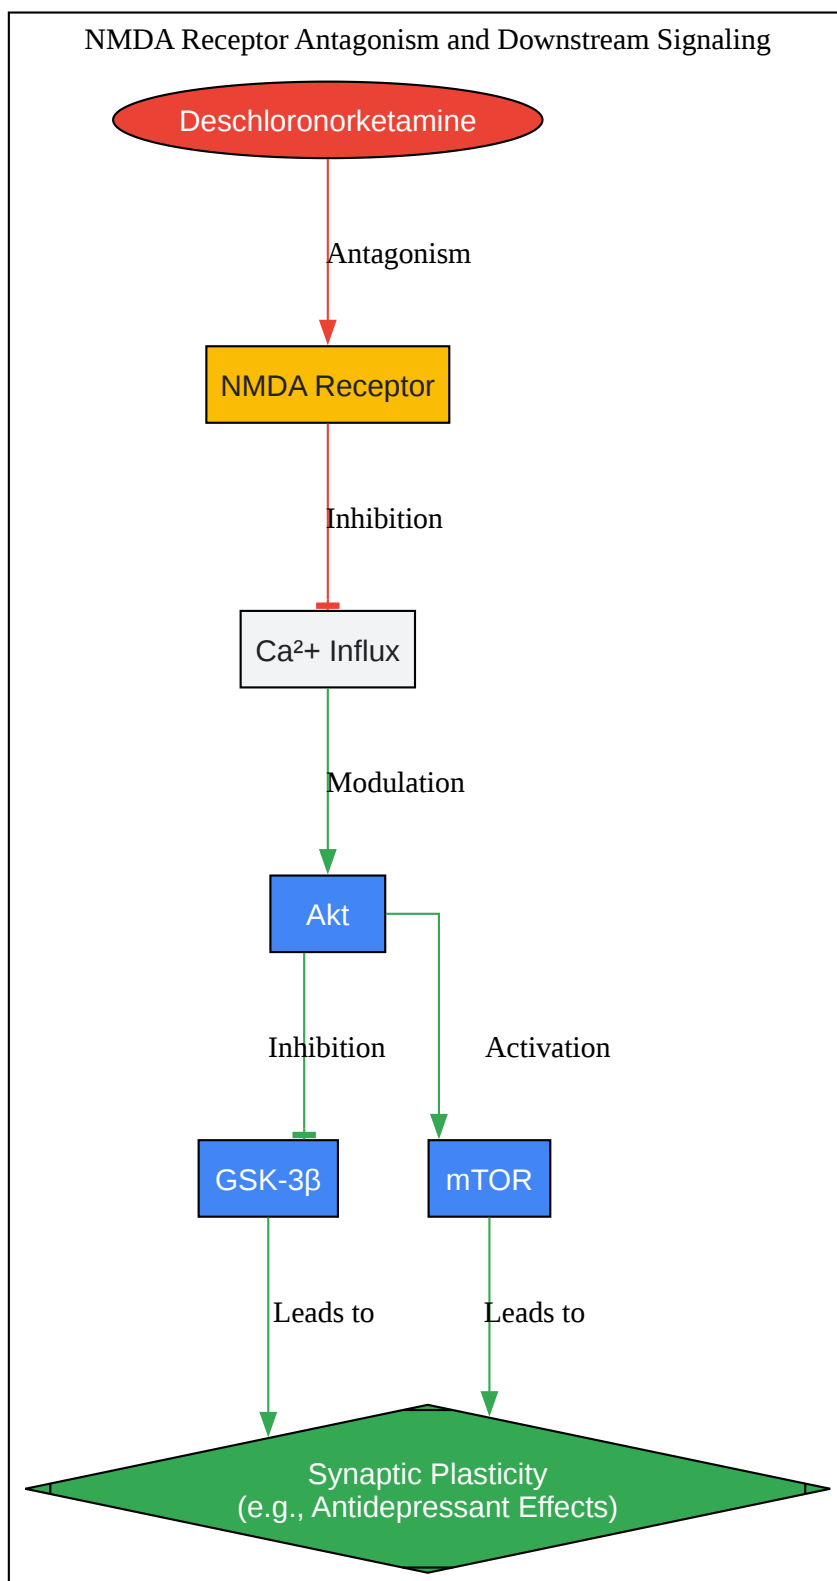 NMDA Receptor Antagonism and Downstream Signaling
Deschloronorketamine
Antagonism
NMDA Receptor
Inhibition
Ca²+ Influx
Modulation
Akt
Inhibition
Activation
GSK-3β
mTOR
Leads to
Leads to
Synaptic Plasticity
(e.g., Antidepressant Effects)